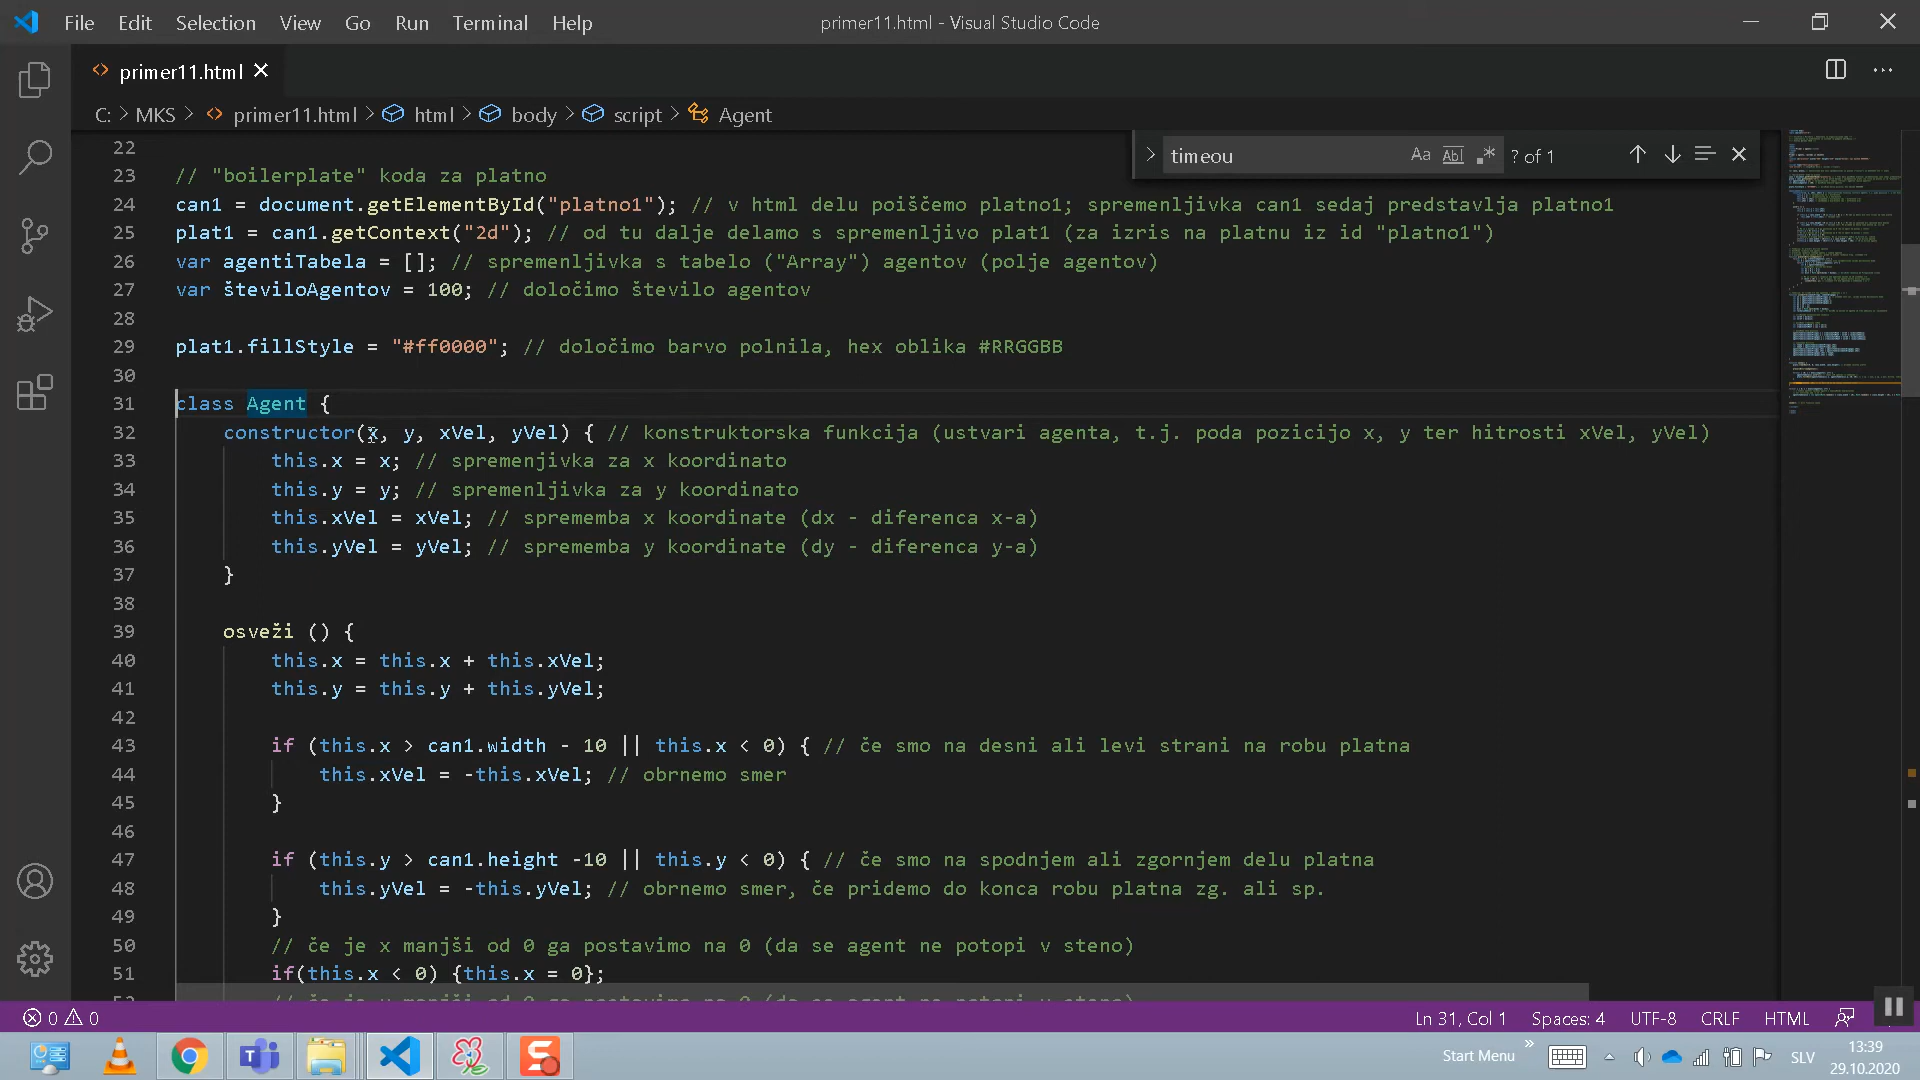 File Edit Selection View Go Run Terminal Help
primer11.html - Visual Studio Code
primer11.html
C: > MKS > primer11.html > html > body > script > Agent
timeou
Aa Abl .* ? of 1
22
23 // "boilerplate" koda za platno
24 can1 = document.getElementById("platno1"); // v html delu poiščemo platno1; spremenljivka can1 sedaj predstavlja platno1
25 plat1 = can1.getContext("2d"); // od tu dalje delamo s spremenljivo plat1 (za izris na platnu iz id "platno1")
26 var agentiTabela = []; // spremenljivka s tabelo ("Array") agentov (polje agentov)
27 var številoAgentov = 100; // določimo število agentov
28
29 plat1.fillStyle = "#ff0000"; // določimo barvo polnila, hex oblika #RRGGBB
30
31 class Agent {
32 constructor(x, y, xVel, yVel) { // konstruktorska funkcija (ustvari agenta, t.j. poda pozicijo x, y ter hitrosti xVel, yVel)
33 this.x = x; // spremenjivka za x koordinato
34 this.y = y; // spremenljivka za y koordinato
35 this.xVel = xVel; // sprememba x koordinate (dx - diferenca x-a)
36 this.yVel = yVel; // sprememba y koordinate (dy - diferenca y-a)
37 }
38
39 osveži () {
40 this.x = this.x + this.xVel;
41 this.y = this.y + this.yVel;
42
43 if (this.x > can1.width - 10 || this.x < 0) { // če smo na desni ali levi strani na robu platna
44 this.xVel = -this.xVel; // obrnemo smer
45 }
46
47 if (this.y > can1.height -10 || this.y < 0) { // če smo na spodnjem ali zgornjem delu platna
48 this.yVel = -this.yVel; // obrnemo smer, če pridemo do konca robu platna zg. ali sp.
49 }
50 // če je x manjši od 0 ga postavimo na 0 (da se agent ne potopi v steno)
51 if(this.x < 0) {this.x = 0};
0 0
Ln 31, Col 1 Spaces: 4 UTF-8 CRLF HTML
Start Menu
SLV
13:39
29.10.2020